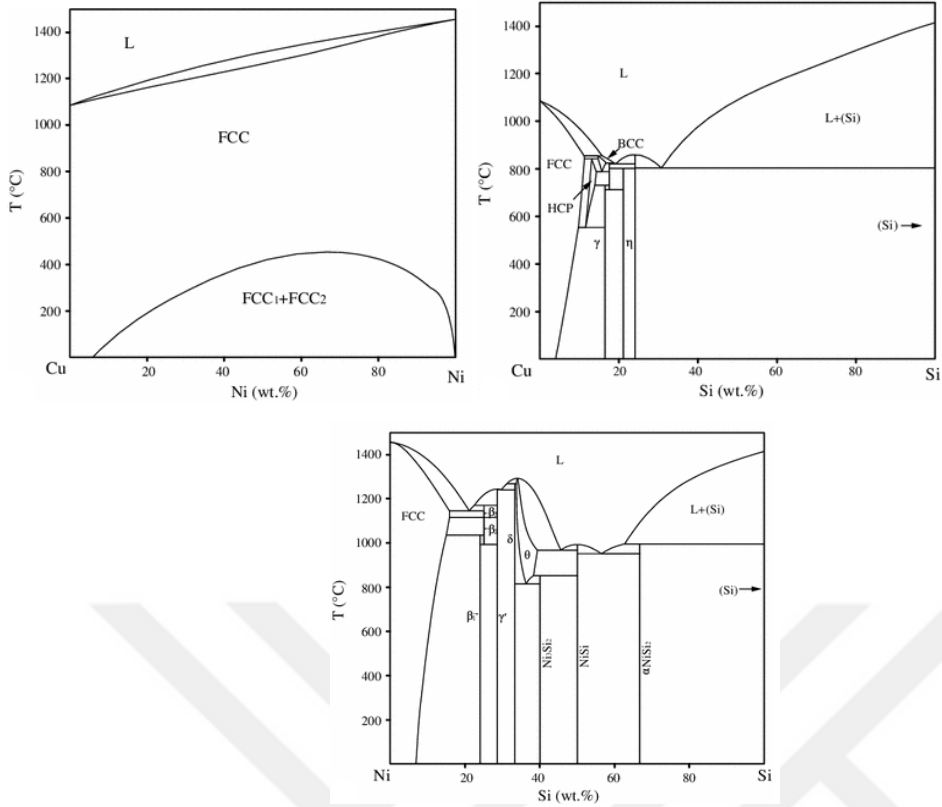 1400
1200
1000
800
600
400
200
T (°C)
L
FCC
FCC₁+FCC₂
Cu
20
40
60
80
Ni
Ni (wt.%)
1400
1200
1000
800
600
400
200
T (°C)
L
BCC
L+(Si)
FCC
HCP
(Si)
γ
η
Cu
20
40
60
80
Si
Si (wt.%)
1400
1200
1000
800
600
400
200
T (°C)
L
FCC
L+(Si)
δ
θ
(Si)
γ'
Ni₃Si₂
NiSi
αNiSi₂
Ni
20
40
60
80
Si
Si (wt.%)